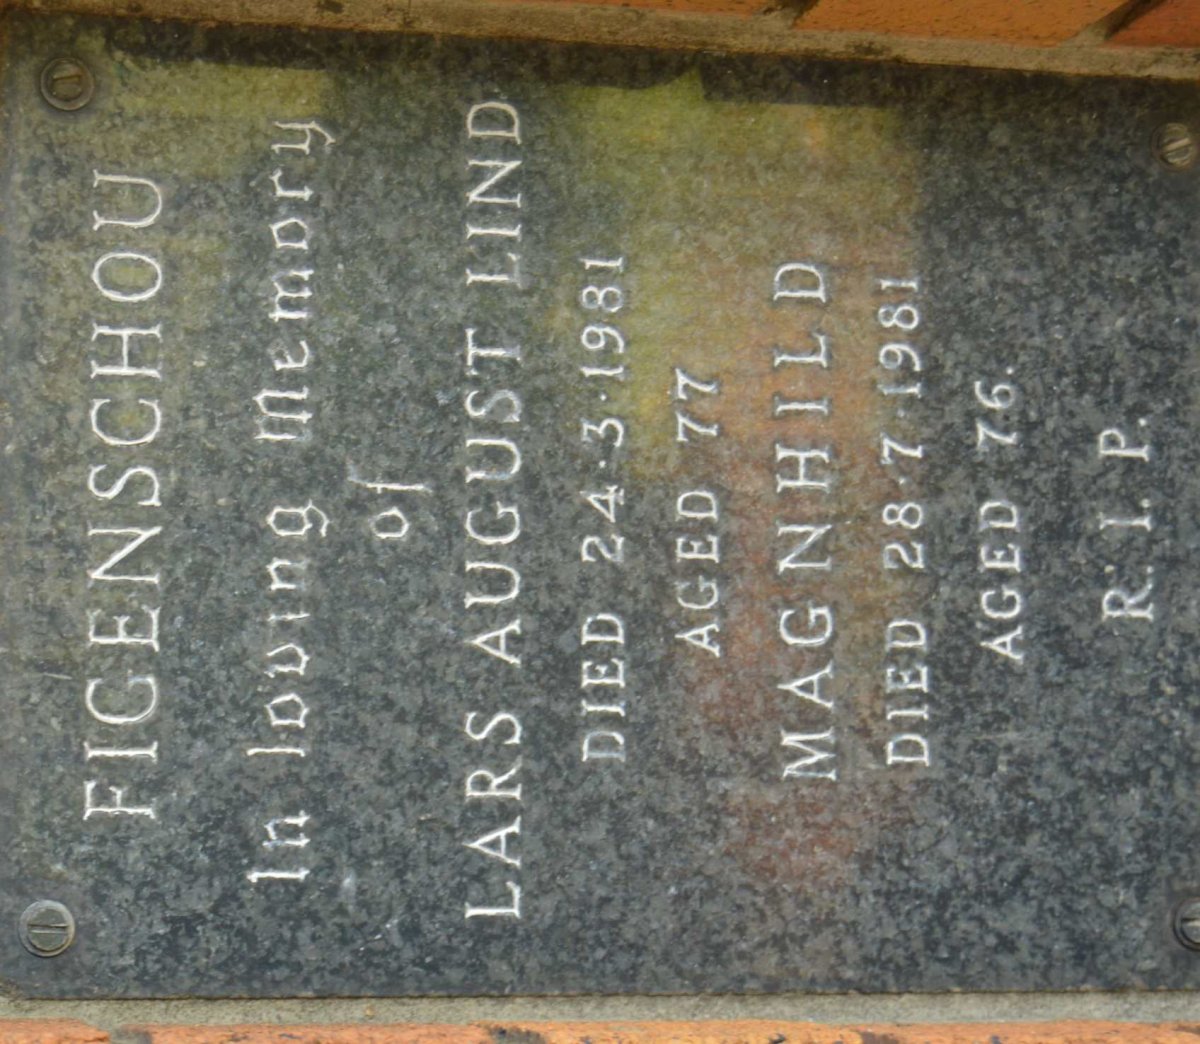 FIGENSCHOU
In loving memory
of
LARS AUGUST LIND
DIED 24·3·1981
AGED 77
MAGNHILD
DIED 28·7·1981
AGED 76.
R.I.P.